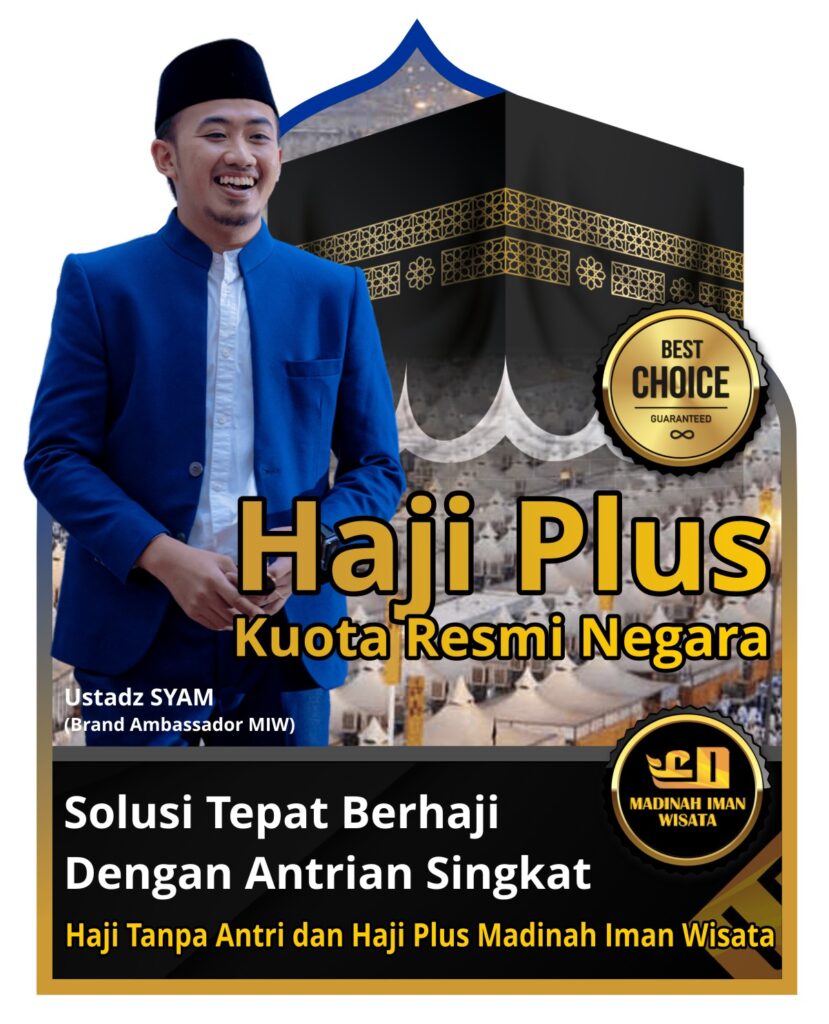 BEST
CHOICE
GUARANTEED
Haji Plus
Kuota Resmi Negara
Ustadz SYAM
(Brand Ambassador MIW)
MADINAH IMAN
WISATA
Solusi Tepat Berhaji
Dengan Antrian Singkat
Haji Tanpa Antri dan Haji Plus Madinah Iman Wisata